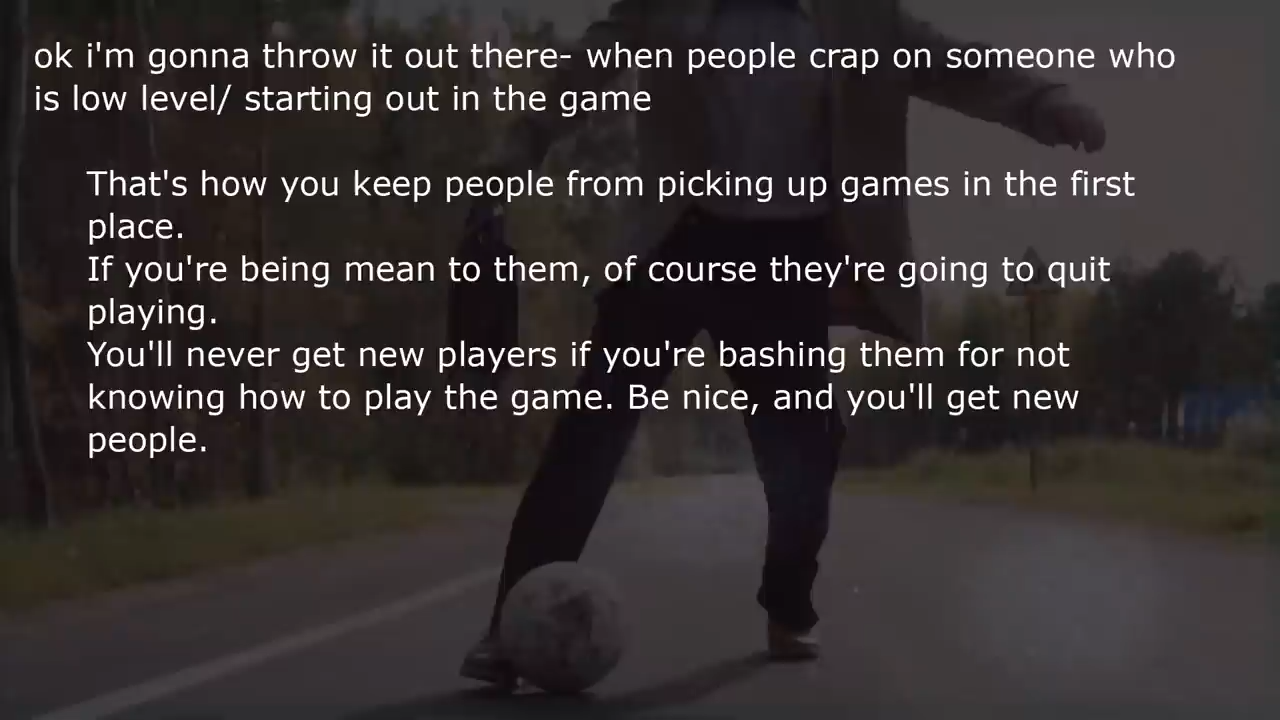 ok i'm gonna throw it out there- when people crap on someone who
is low level/ starting out in the game
That's how you keep people from picking up games in the first
place.
If you're being mean to them, of course they're going to quit
playing.
You'll never get new players if you're bashing them for not
knowing how to play the game. Be nice, and you'll get new
people.